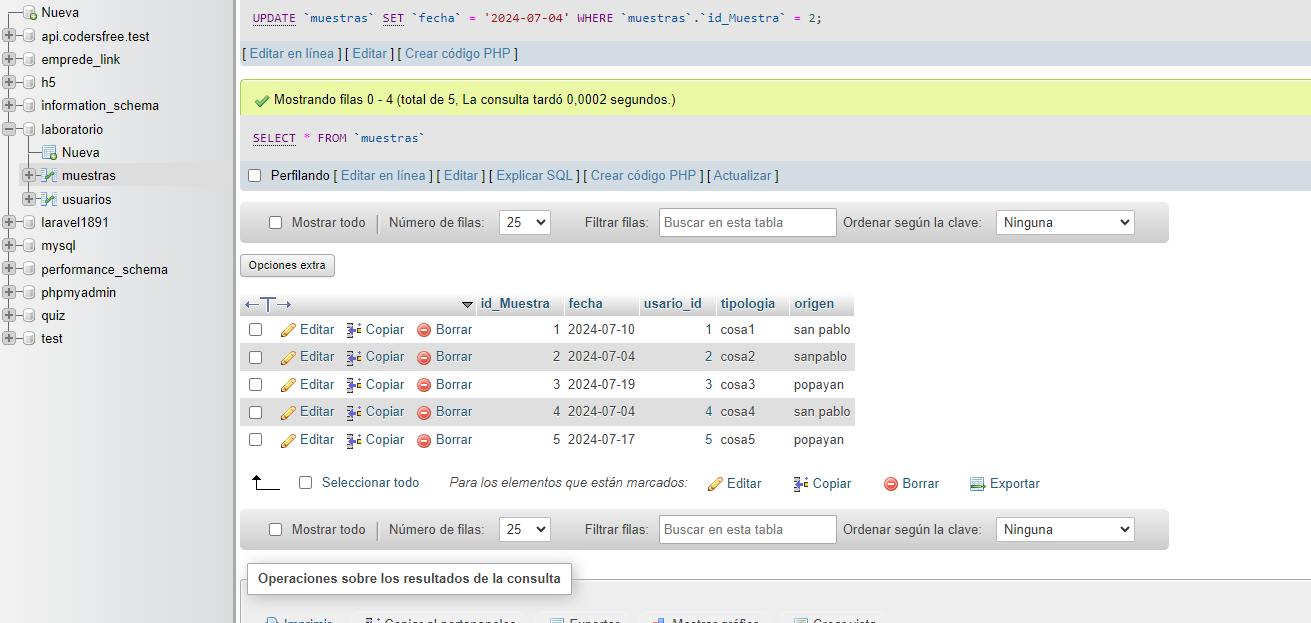 Nueva
api.codersfree.test
emprede_link
h5
information_schema
laboratorio
Nueva
muestras
usuarios
laravel1891
mysql
performance_schema
phpmyadmin
quiz
test
UPDATE `muestras` SET `fecha` = '2024-07-04' WHERE `muestras`.`id_Muestra` = 2;
[ Editar en línea ] [ Editar ] [ Crear código PHP ]
Mostrando filas 0 - 4 (total de 5, La consulta tardó 0,0002 segundos.)
SELECT * FROM `muestras`
Perfilando [ Editar en línea ] [ Editar ] [ Explicar SQL ] [ Crear código PHP ] [ Actualizar ]
Mostrar todo | Número de filas: 25 Filtrar filas: Buscar en esta tabla Ordenar según la clave: Ninguna
Opciones extra
←T→ id_Muestra fecha usario_id tipologia origen
Editar Copiar Borrar 1 2024-07-10 1 cosa1 san pablo
Editar Copiar Borrar 2 2024-07-04 2 cosa2 sanpablo
Editar Copiar Borrar 3 2024-07-19 3 cosa3 popayan
Editar Copiar Borrar 4 2024-07-04 4 cosa4 san pablo
Editar Copiar Borrar 5 2024-07-17 5 cosa5 popayan
Seleccionar todo Para los elementos que están marcados: Editar Copiar Borrar Exportar
Mostrar todo | Número de filas: 25 Filtrar filas: Buscar en esta tabla Ordenar según la clave: Ninguna
Operaciones sobre los resultados de la consulta
Imprimir Copiar al portapapeles Exportar Mostrar gráfico Crear vista